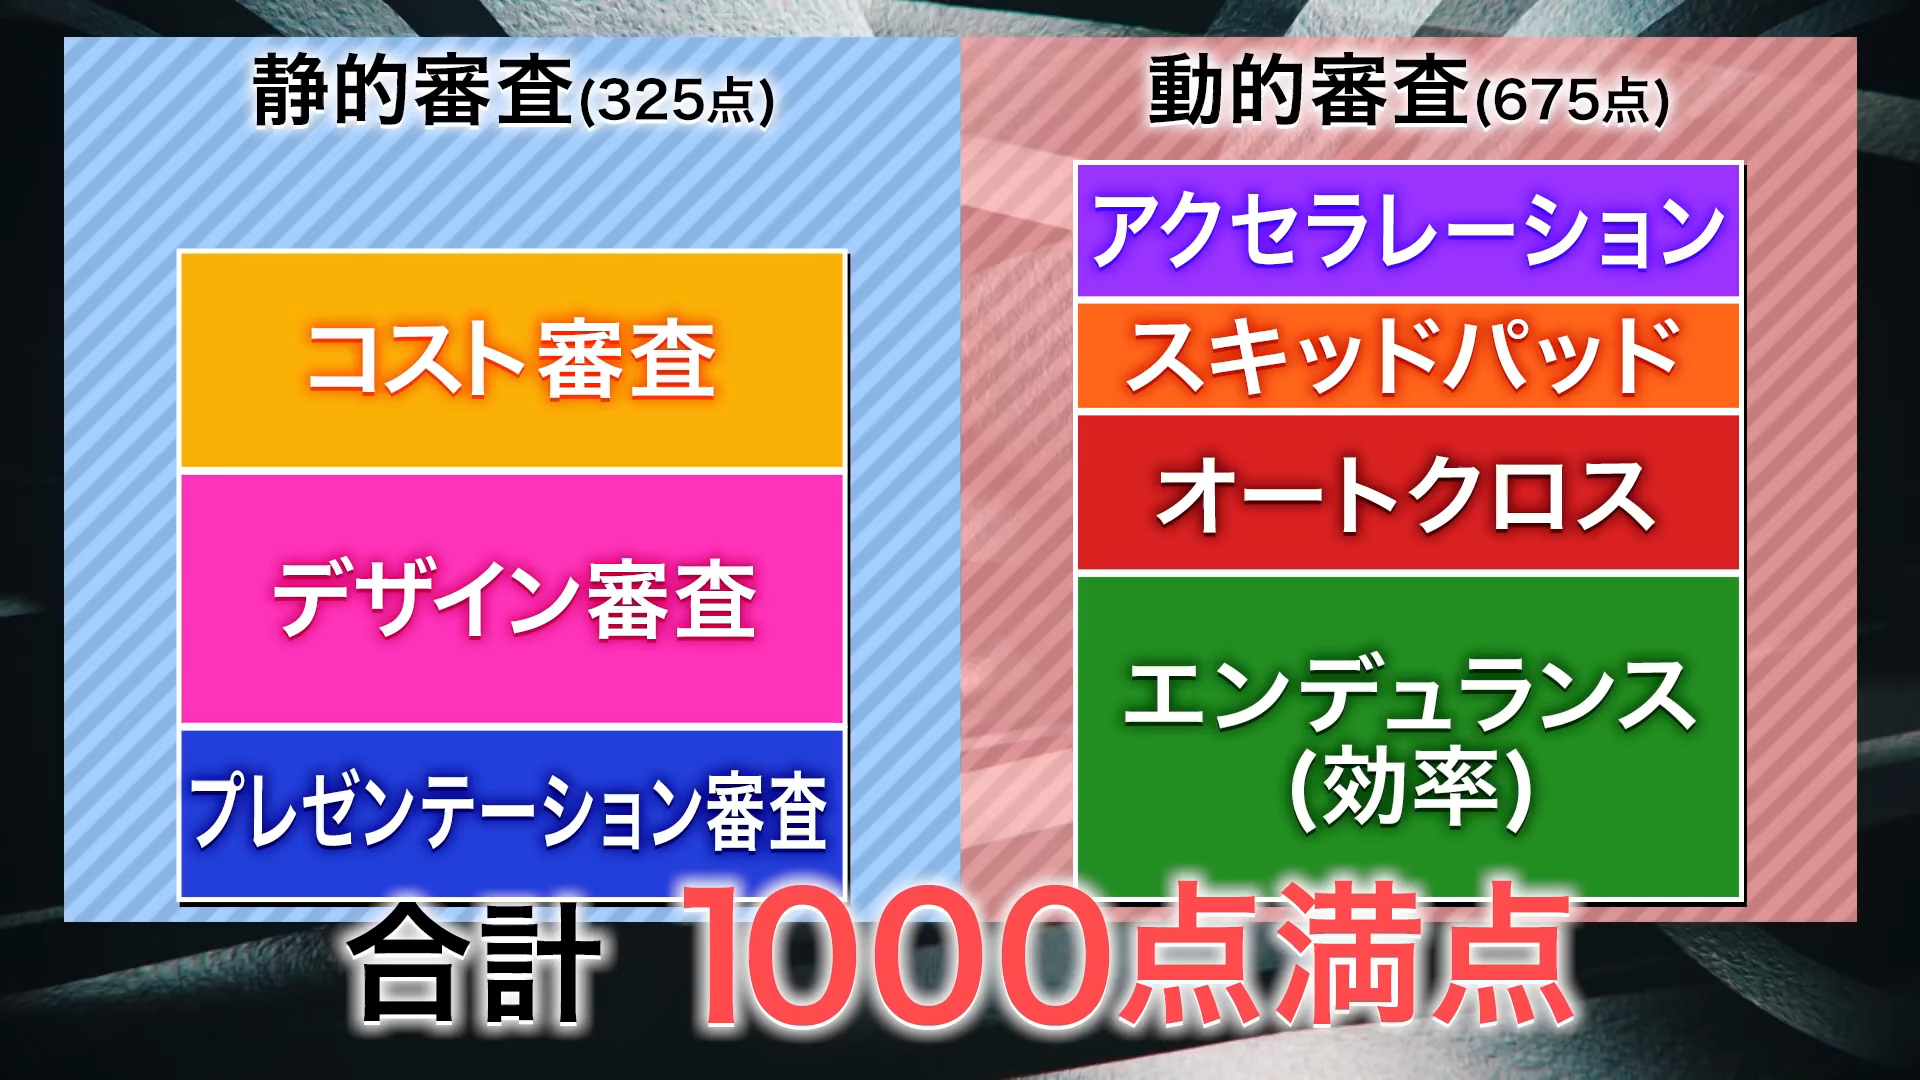 静的審査(325点)
コスト審査
デザイン審査
プレゼンテーション審査
動的審査(675点)
アクセラレーション
スキッドパッド
オートクロス
エンデュランス
(効率)
合計 1000点満点